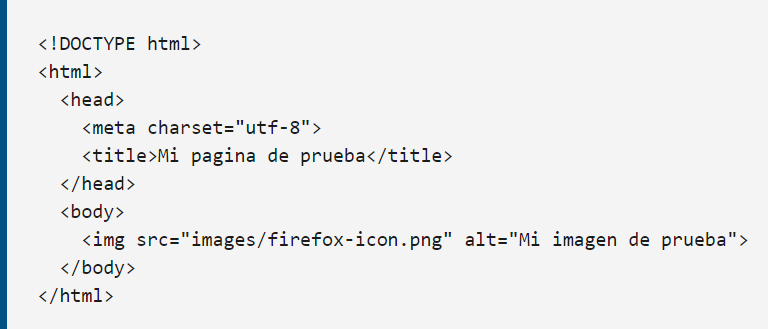 <!DOCTYPE html>
<html>
  <head>
    <meta charset="utf-8">
    <title>Mi pagina de prueba</title>
  </head>
  <body>
    <img src="images/firefox-icon.png" alt="Mi imagen de prueba">
  </body>
</html>